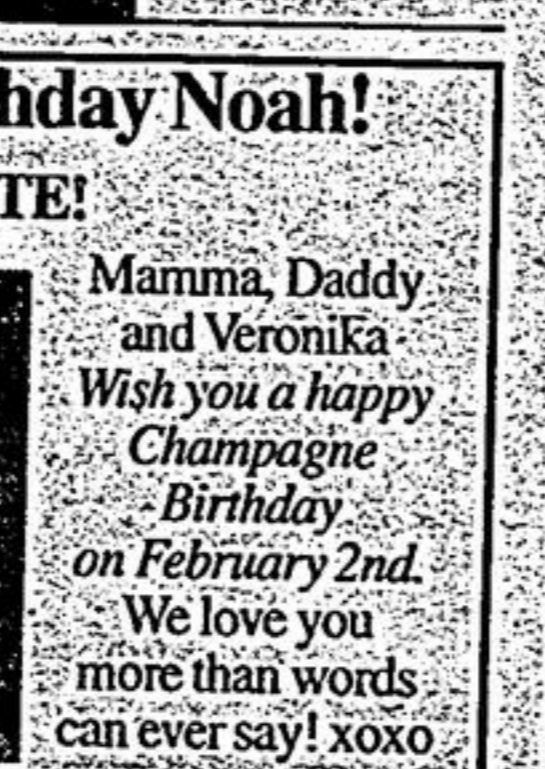 hday Noah!
TE!
Mamma, Daddy
and Veronika
Wish you a happy
Champagne
Birthday
on February 2nd.
We love you
more than words
can ever say! xoxo